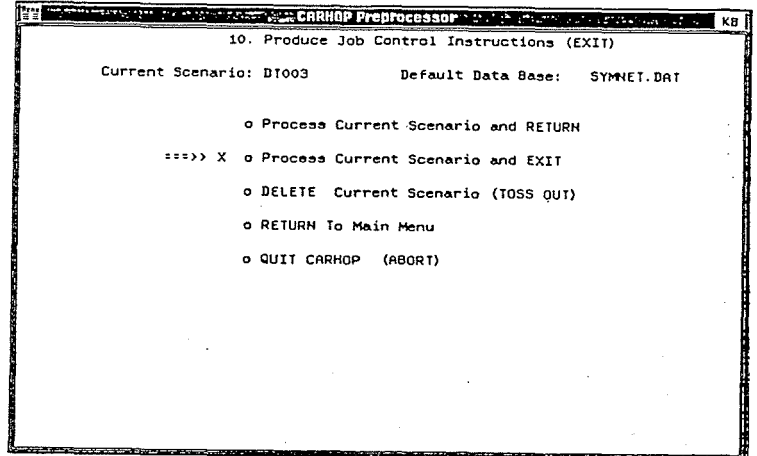 CARHOP Preprocessor K8
10. Produce Job Control Instructions (EXIT)
Current Scenario: DT003 Default Data Base: SYMNET.DAT
o Process Current Scenario and RETURN
===>> X o Process Current Scenario and EXIT
o DELETE Current Scenario (TOSS OUT)
o RETURN To Main Menu
o QUIT CARHOP (ABORT)